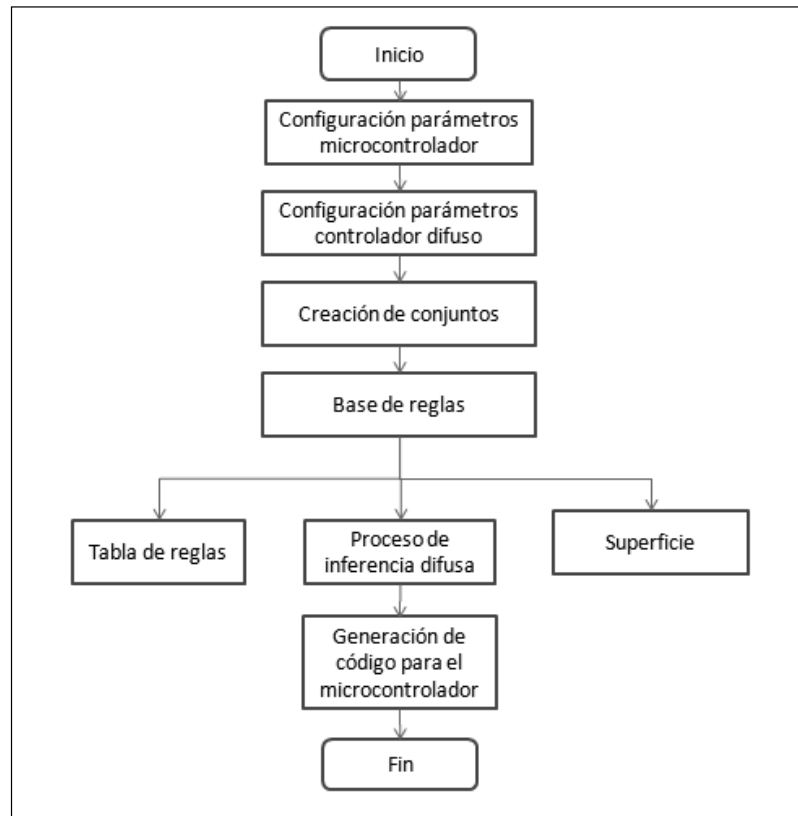 Inicio
Configuración parámetros
microcontrolador
Configuración parámetros
controlador difuso
Creación de conjuntos
Base de reglas
Tabla de reglas
Proceso de
inferencia difusa
Superficie
Generación de
código para el
microcontrolador
Fin